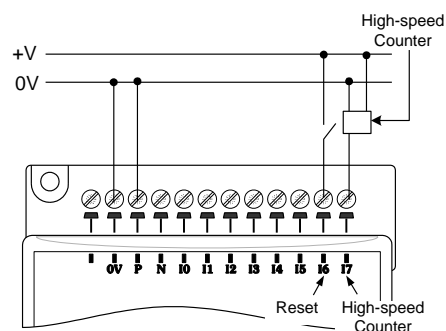 High-speed
Counter
+V
0V
0V P N I0 I1 I2 I3 I4 I5 I6 I7
Reset
High-speed
Counter